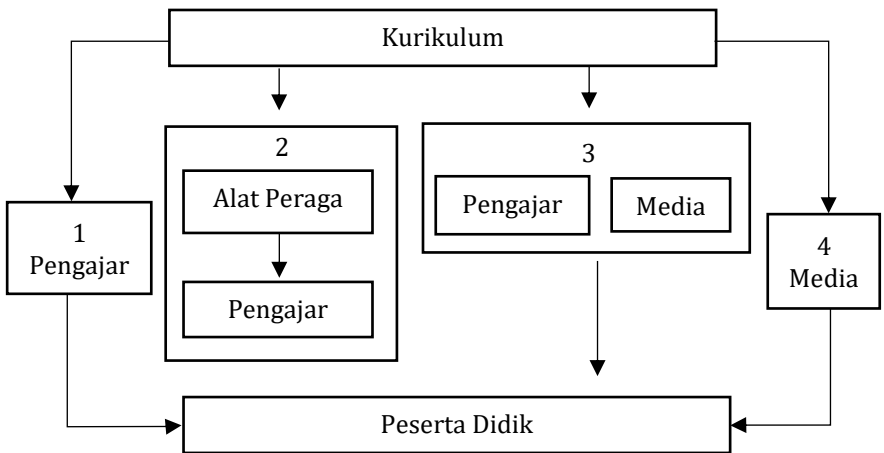 Kurikulum
1
Pengajar
2
Alat Peraga
Pengajar
3
Pengajar
Media
4
Media
Peserta Didik